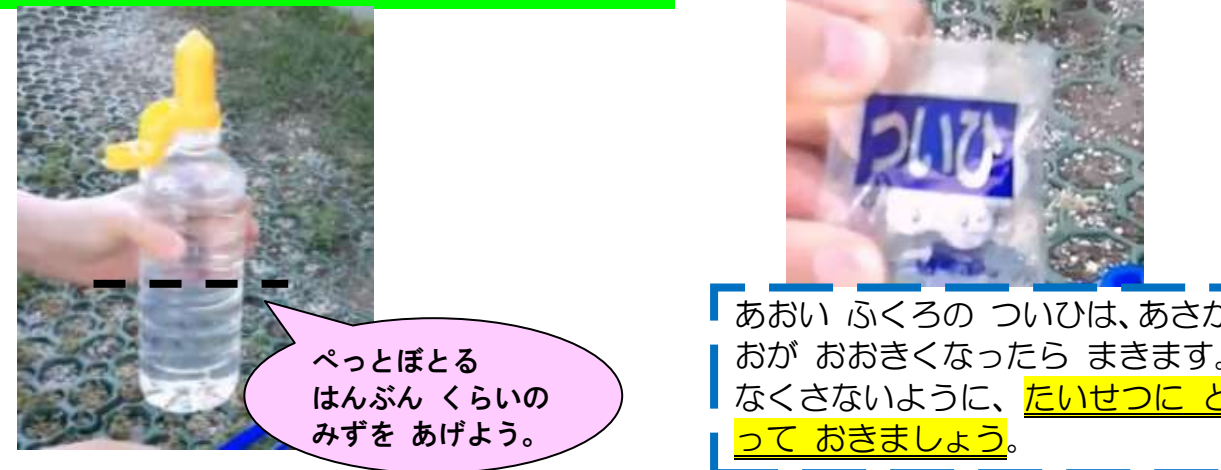 ぺっとぼとる
はんぶん くらいの
みずを あげよう。
ついひ
あおい ふくろの ついひは、あさが
おが おおきくなったら まきます。
なくさないように、たいせつに と
って おきましょう。